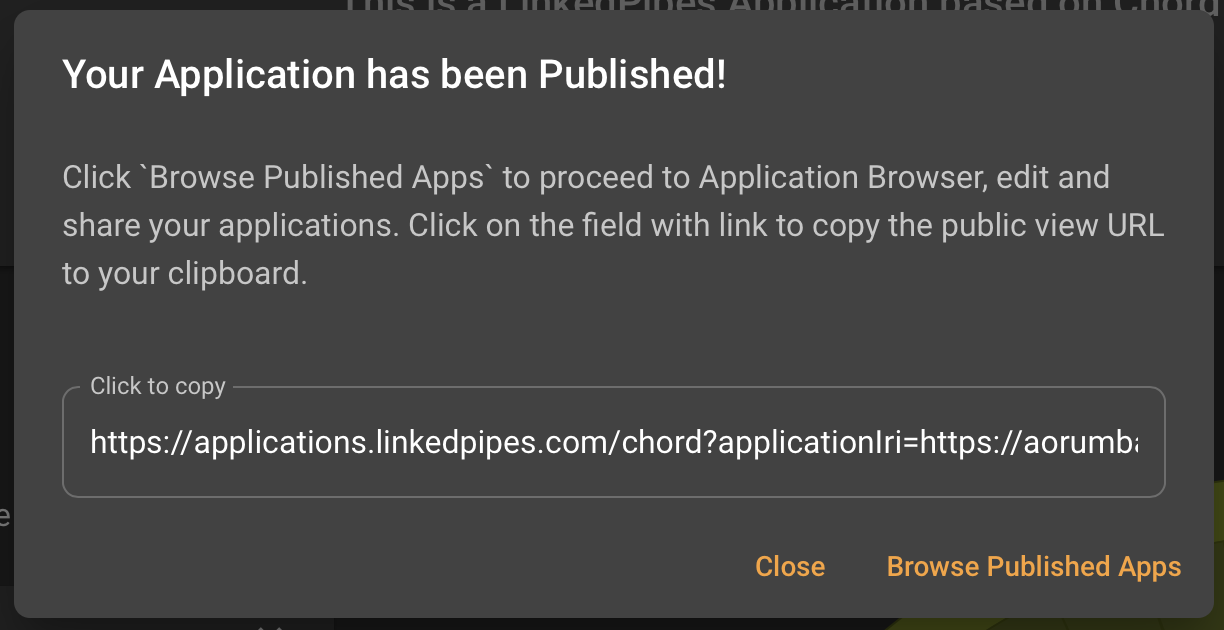 This is a LinkedPipes Application based on Chord
Your Application has been Published!
Click `Browse Published Apps` to proceed to Application Browser, edit and
share your applications. Click on the field with link to copy the public view URL
to your clipboard.
Click to copy
https://applications.linkedpipes.com/chord?applicationIri=https://aorumba
e
Close
Browse Published Apps